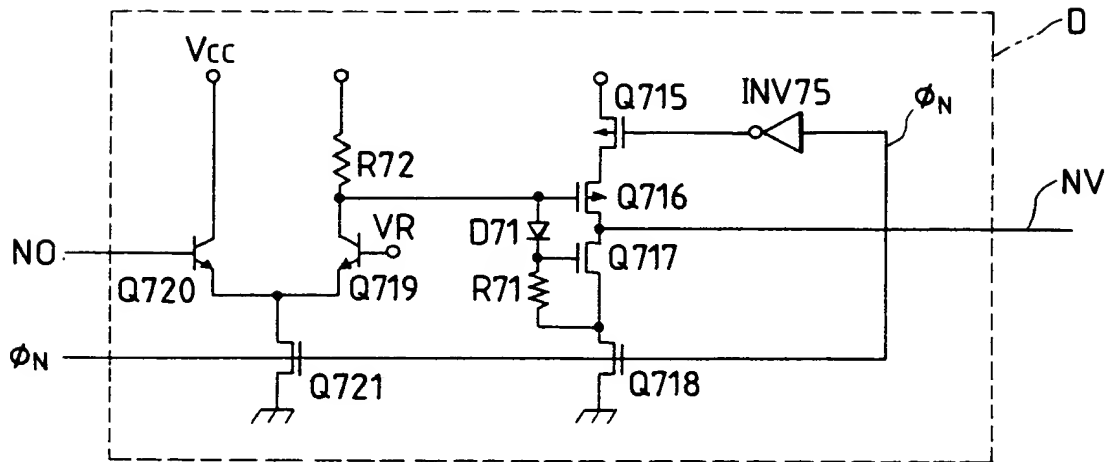 D
Vcc
Q715
INV75
φN
R72
Q716
NV
NO
VR
D71
Q717
Q720
Q719
R71
φN
Q721
Q718